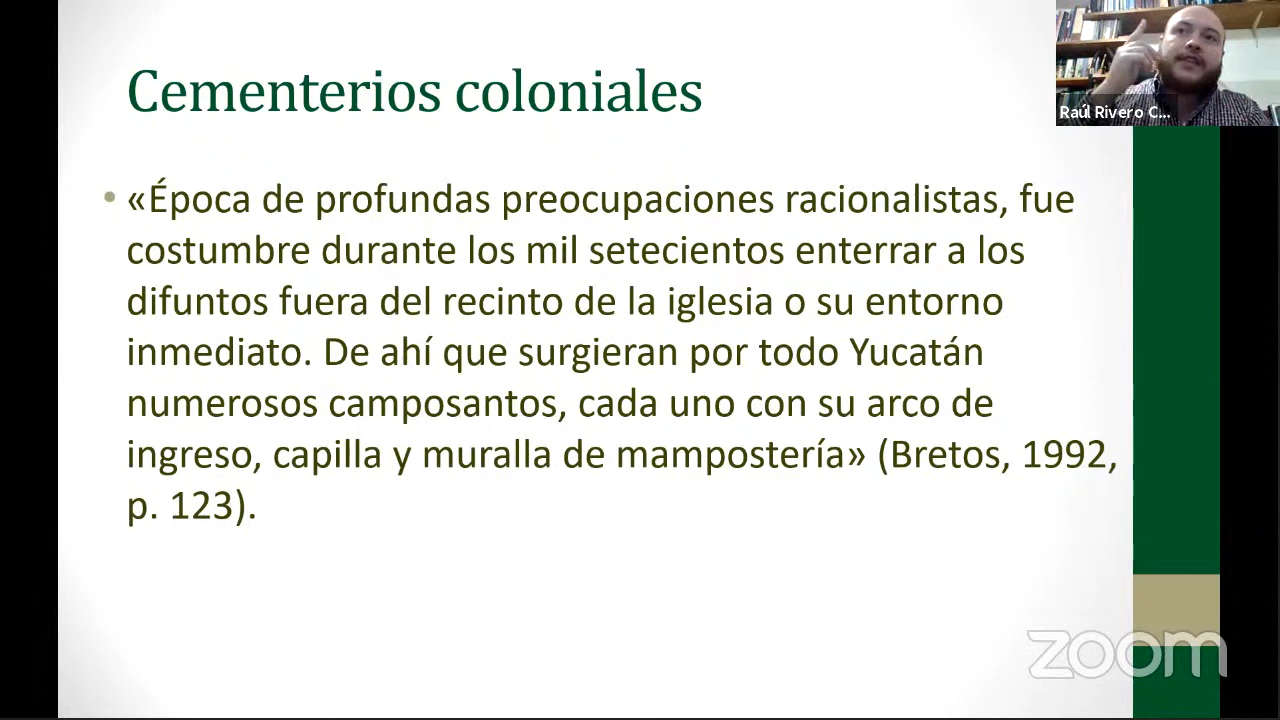 Cementerios coloniales
Raúl Rivero C...
• «Época de profundas preocupaciones racionalistas, fue
costumbre durante los mil setecientos enterrar a los
difuntos fuera del recinto de la iglesia o su entorno
inmediato. De ahí que surgieran por todo Yucatán
numerosos camposantos, cada uno con su arco de
ingreso, capilla y muralla de mampostería» (Bretos, 1992,
p. 123).
zoom